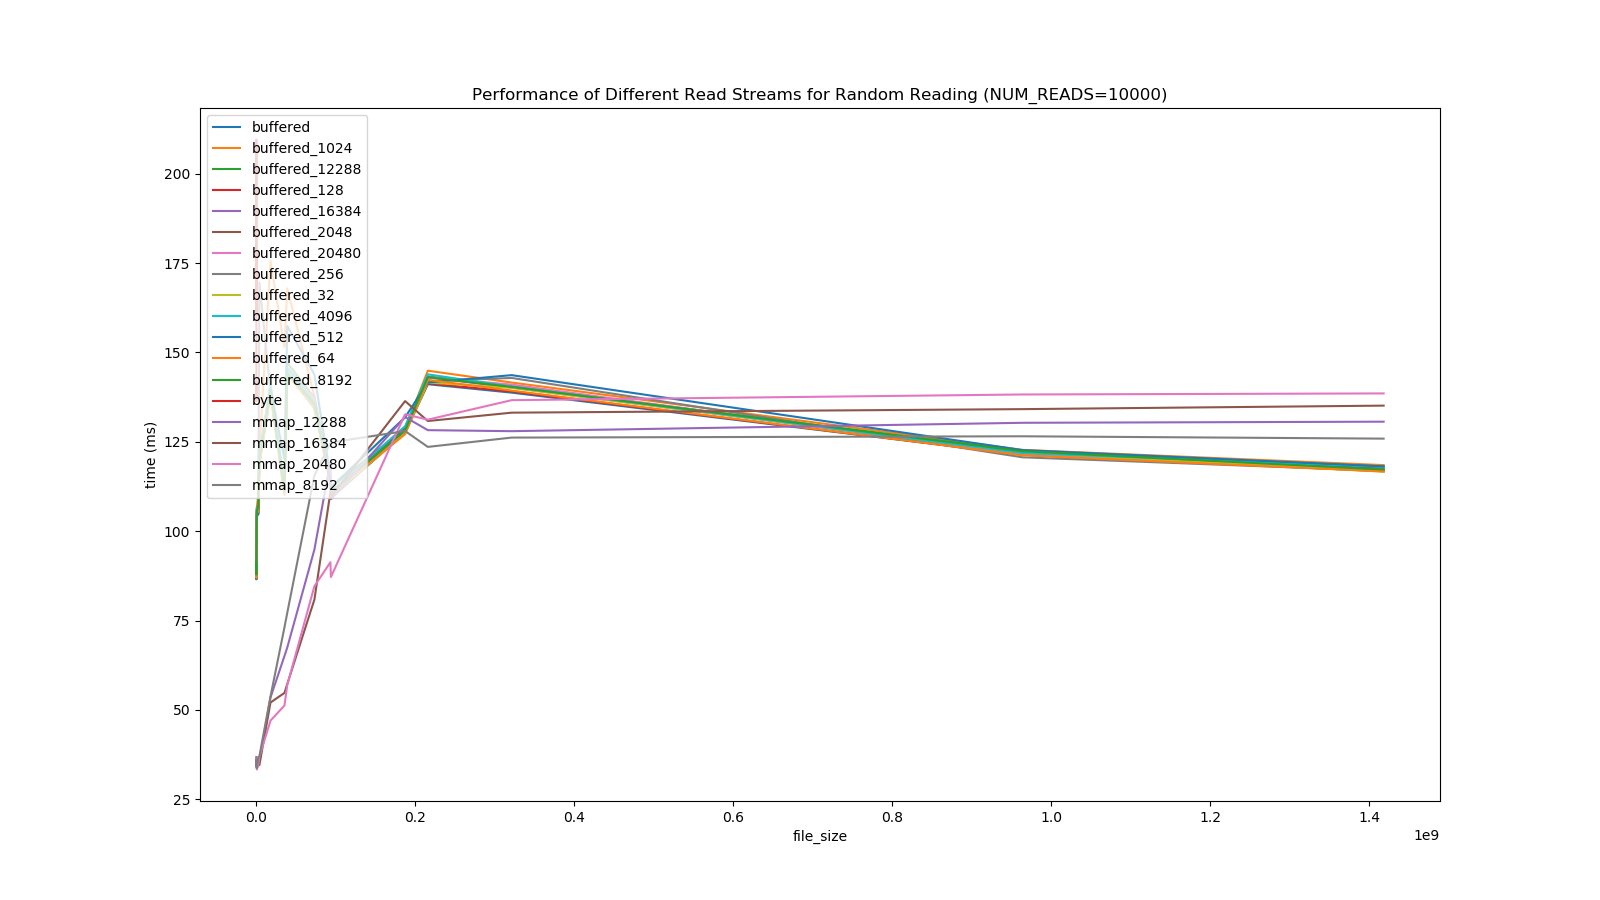 Performance of Different Read Streams for Random Reading (NUM_READS=10000)
buffered
buffered_1024
buffered_12288
buffered_128
buffered_16384
buffered_2048
buffered_20480
buffered_256
buffered_32
buffered_4096
buffered_512
buffered_64
buffered_8192
byte
mmap_12288
mmap_16384
mmap_20480
mmap_8192
time (ms)
200
175
150
125
100
75
50
25
0.0 0.2 0.4 0.6 0.8 1.0 1.2 1.4
1e9
file_size